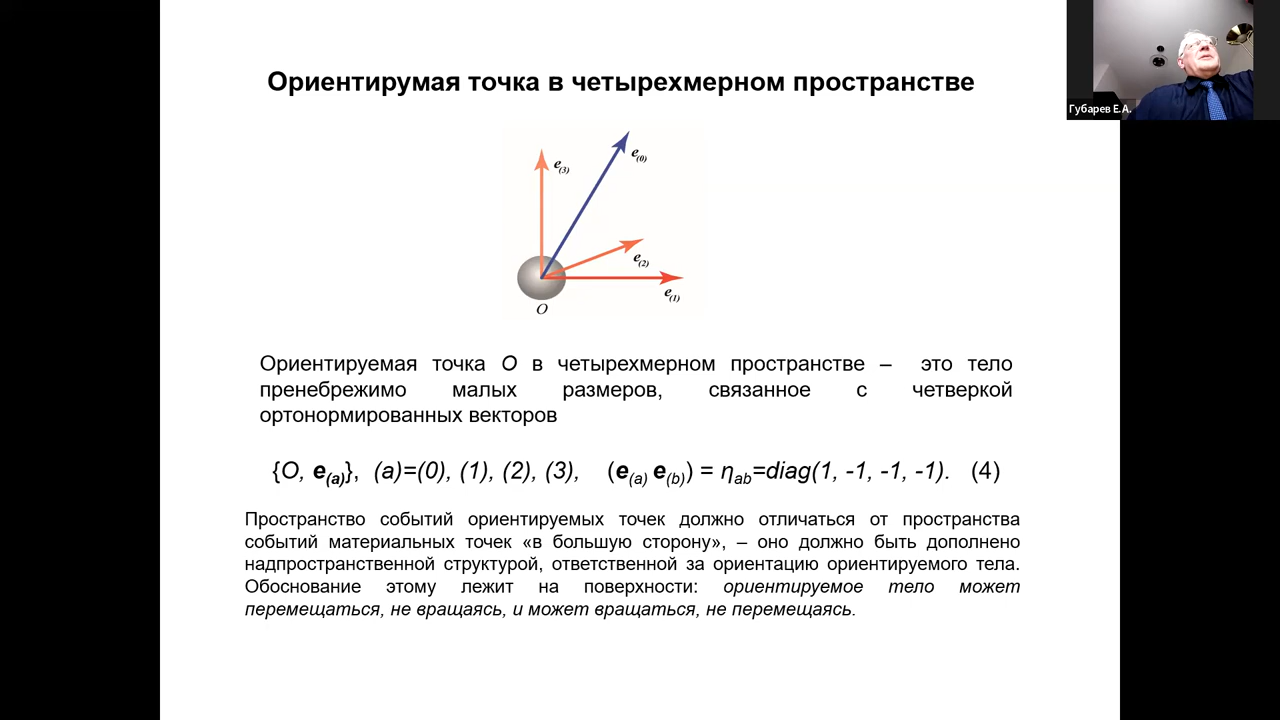 Ориентирумая точка в четырехмерном пространстве
Губарев Е.А.
e(3)
e(0)
e(2)
e(1)
O
Ориентируемая точка O в четырехмерном пространстве – это тело
пренебрежимо малых размеров, связанное с четверкой
ортонормированных векторов
{O, e(a)}, (a)=(0), (1), (2), (3), (e(a) e(b)) = ηab=diag(1, -1, -1, -1). (4)
Пространство событий ориентируемых точек должно отличаться от пространства
событий материальных точек «в большую сторону», – оно должно быть дополнено
надпространственной структурой, ответственной за ориентацию ориентируемого тела.
Обоснование этому лежит на поверхности: ориентируемое тело может
перемещаться, не вращаясь, и может вращаться, не перемещаясь.